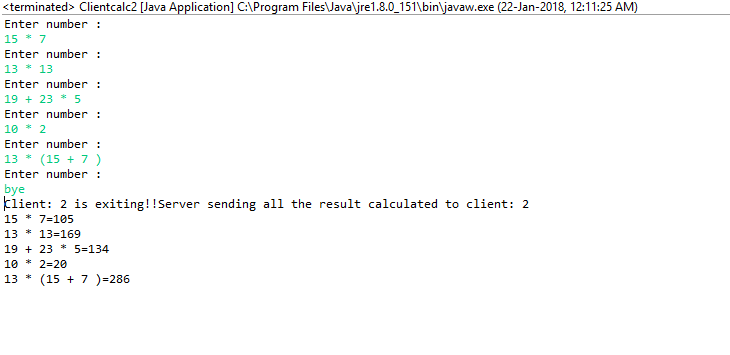 <terminated> Clientcalc2 [Java Application] C:\Program Files\Java\jre1.8.0_151\bin\javaw.exe (22-Jan-2018, 12:11:25 AM)
Enter number :
15 * 7
Enter number :
13 * 13
Enter number :
19 + 23 * 5
Enter number :
10 * 2
Enter number :
13 * (15 + 7 )
Enter number :
bye
Client: 2 is exiting!!Server sending all the result calculated to client: 2
15 * 7=105
13 * 13=169
19 + 23 * 5=134
10 * 2=20
13 * (15 + 7 )=286